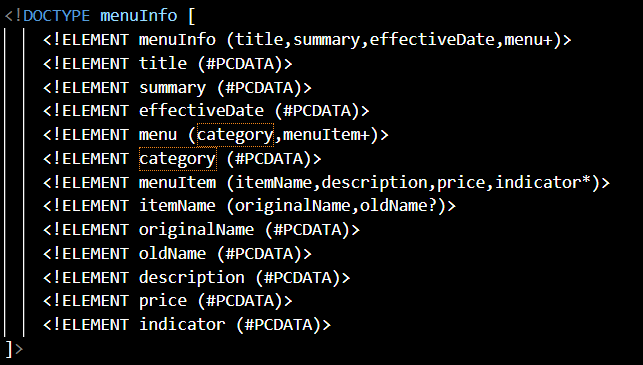 <!DOCTYPE menuInfo [
<!ELEMENT menuInfo (title,summary,effectiveDate,menu+)>
<!ELEMENT title (#PCDATA)>
<!ELEMENT summary (#PCDATA)>
<!ELEMENT effectiveDate (#PCDATA)>
<!ELEMENT menu (category,menuItem+)>
<!ELEMENT category (#PCDATA)>
<!ELEMENT menuItem (itemName,description,price,indicator*)>
<!ELEMENT itemName (originalName,oldName?)>
<!ELEMENT originalName (#PCDATA)>
<!ELEMENT oldName (#PCDATA)>
<!ELEMENT description (#PCDATA)>
<!ELEMENT price (#PCDATA)>
<!ELEMENT indicator (#PCDATA)>
]>